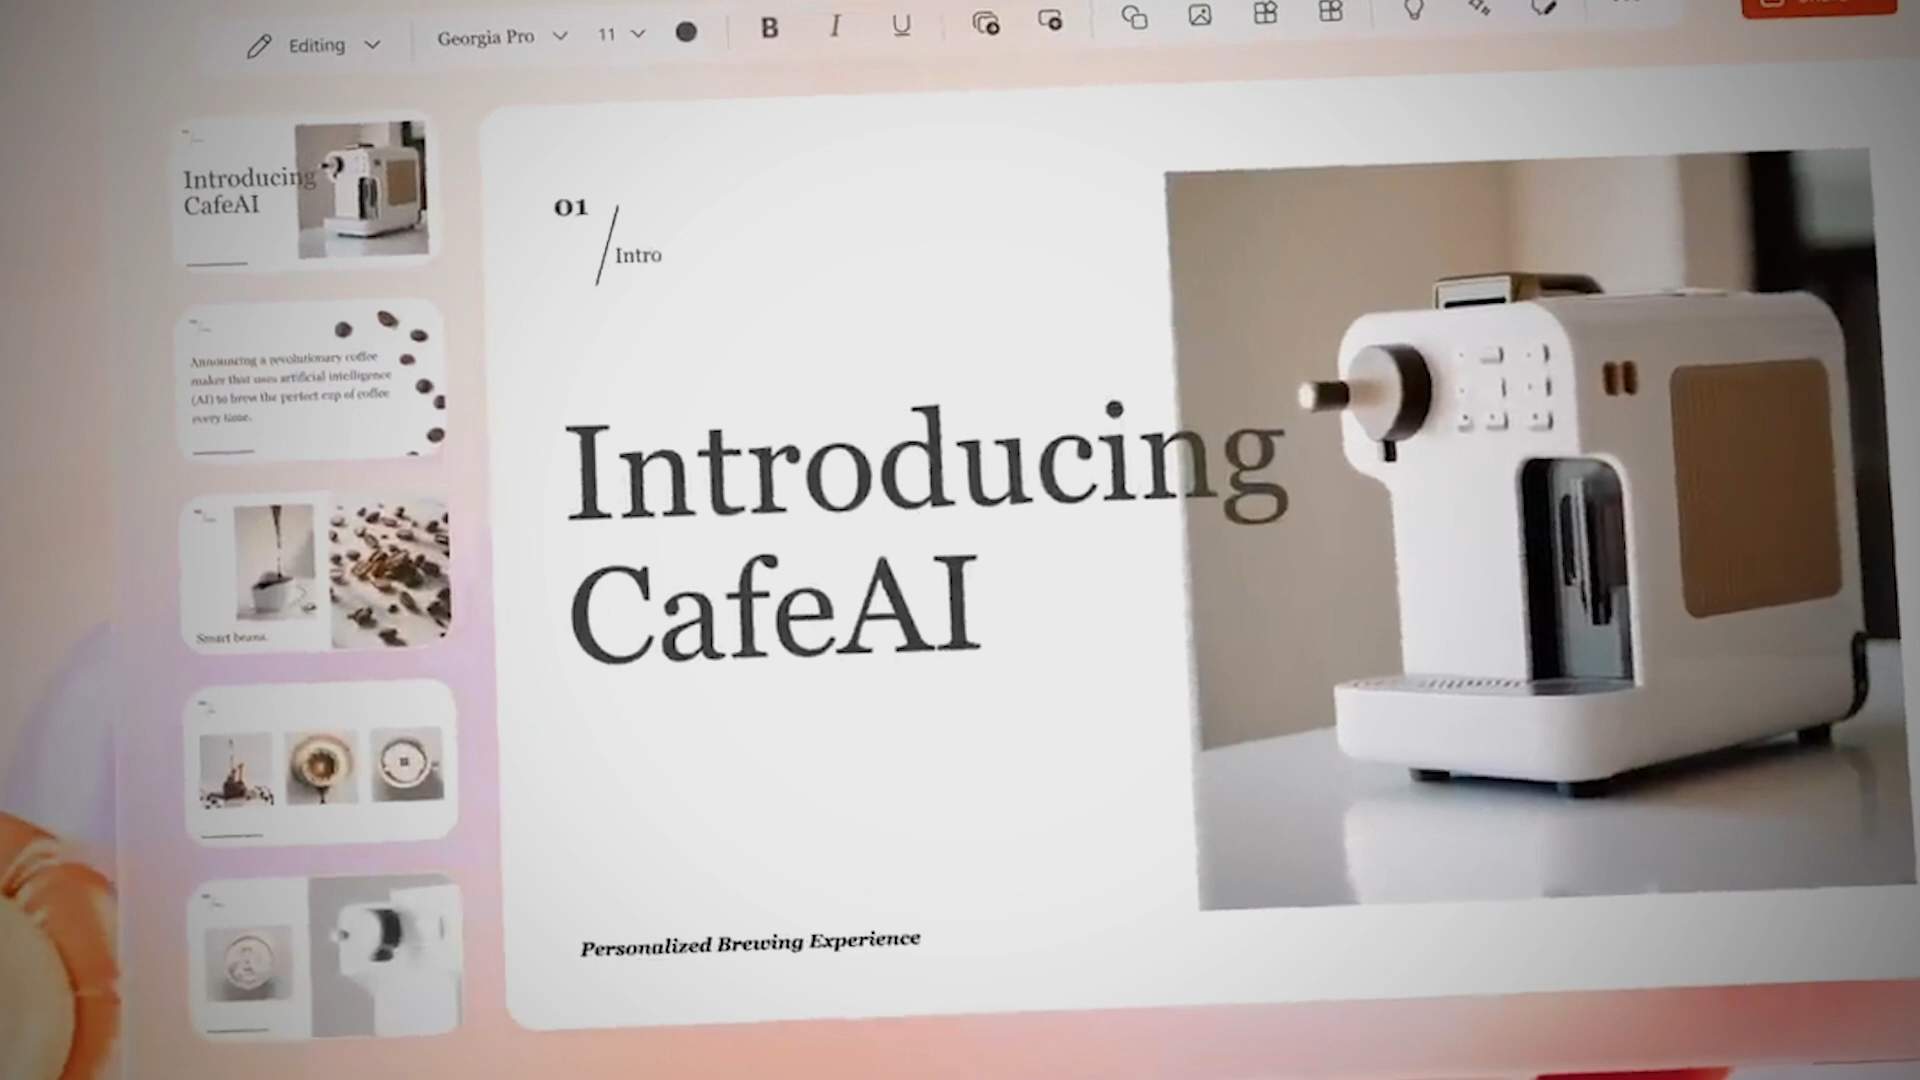 Editing
Georgia Pro
11
B I U
Introducing
CafeAI
Announcing a revolutionary coffee
maker that uses artificial intelligence
(AI) to brew the perfect cup of coffee
every time.
Smart beans.
01
Intro
Introducing
CafeAI
Personalized Brewing Experience